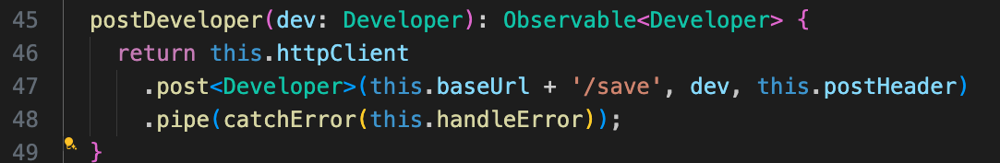 45 postDeveloper(dev: Developer): Observable<Developer> {
46 return this.httpClient
47 .post<Developer>(this.baseUrl + '/save', dev, this.postHeader)
48 .pipe(catchError(this.handleError));
49 }